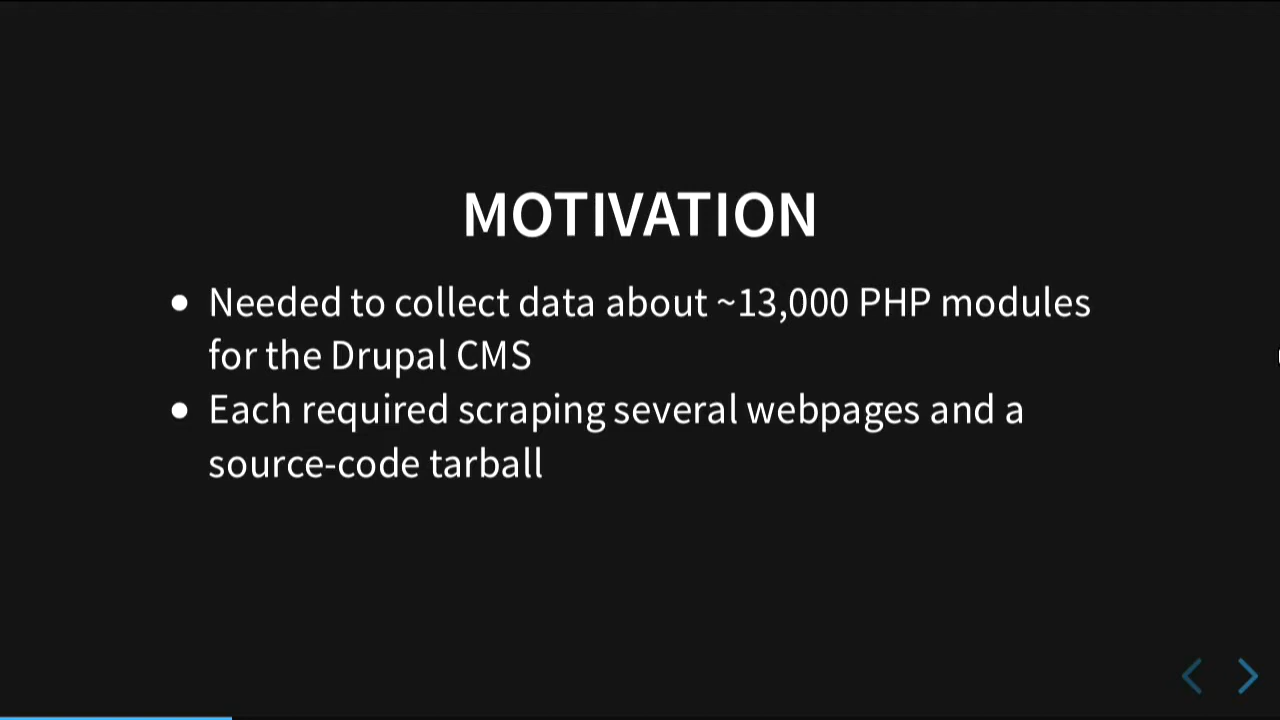 MOTIVATION
• Needed to collect data about ~13,000 PHP modules
for the Drupal CMS
• Each required scraping several webpages and a
source-code tarball